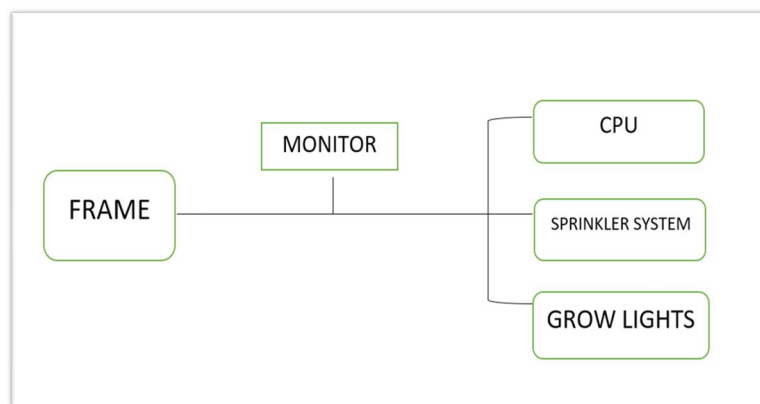 FRAME
MONITOR
CPU
SPRINKLER SYSTEM
GROW LIGHTS